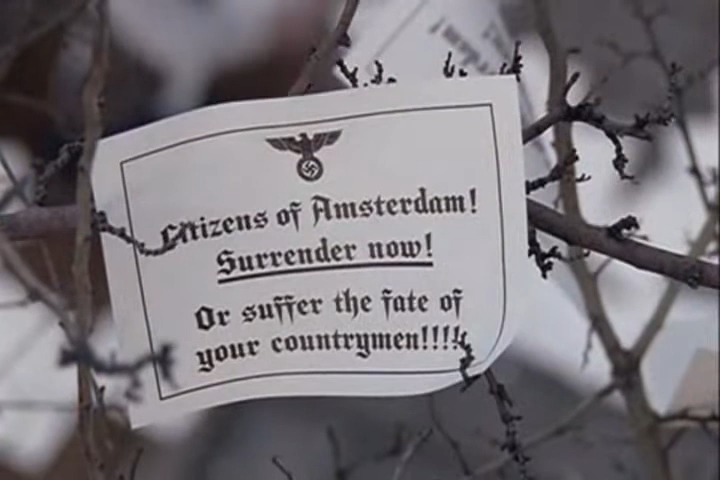 Citizens of Amsterdam!
Surrender now!
Or suffer the fate of
your countrymen!!!!